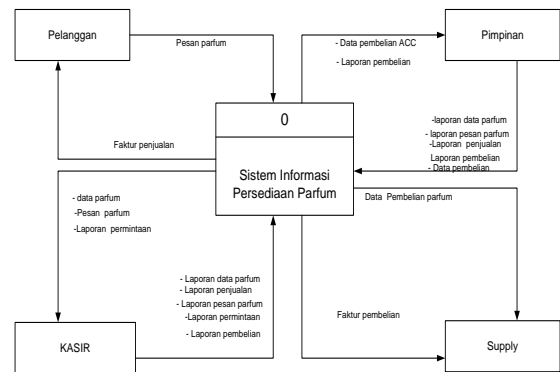 Pelanggan
Pesan parfum
- Data pembelian ACC
- Laporan pembelian
Pimpinan
0
Sistem Informasi
Persediaan Parfum
Faktur penjualan
-laporan data parfum
- laporan pesan parfum
-Laporan penjualan
Laporan pembelian
- Data pembelian
- data parfum
-Pesan parfum
-Laporan permintaan
Data Pembelian parfum
- Laporan data parfum
- Laporan penjualan
- Laporan pesan parfum
-Laporan permintaan
- Laporan pembelian
Faktur pembelian
KASIR
Supply